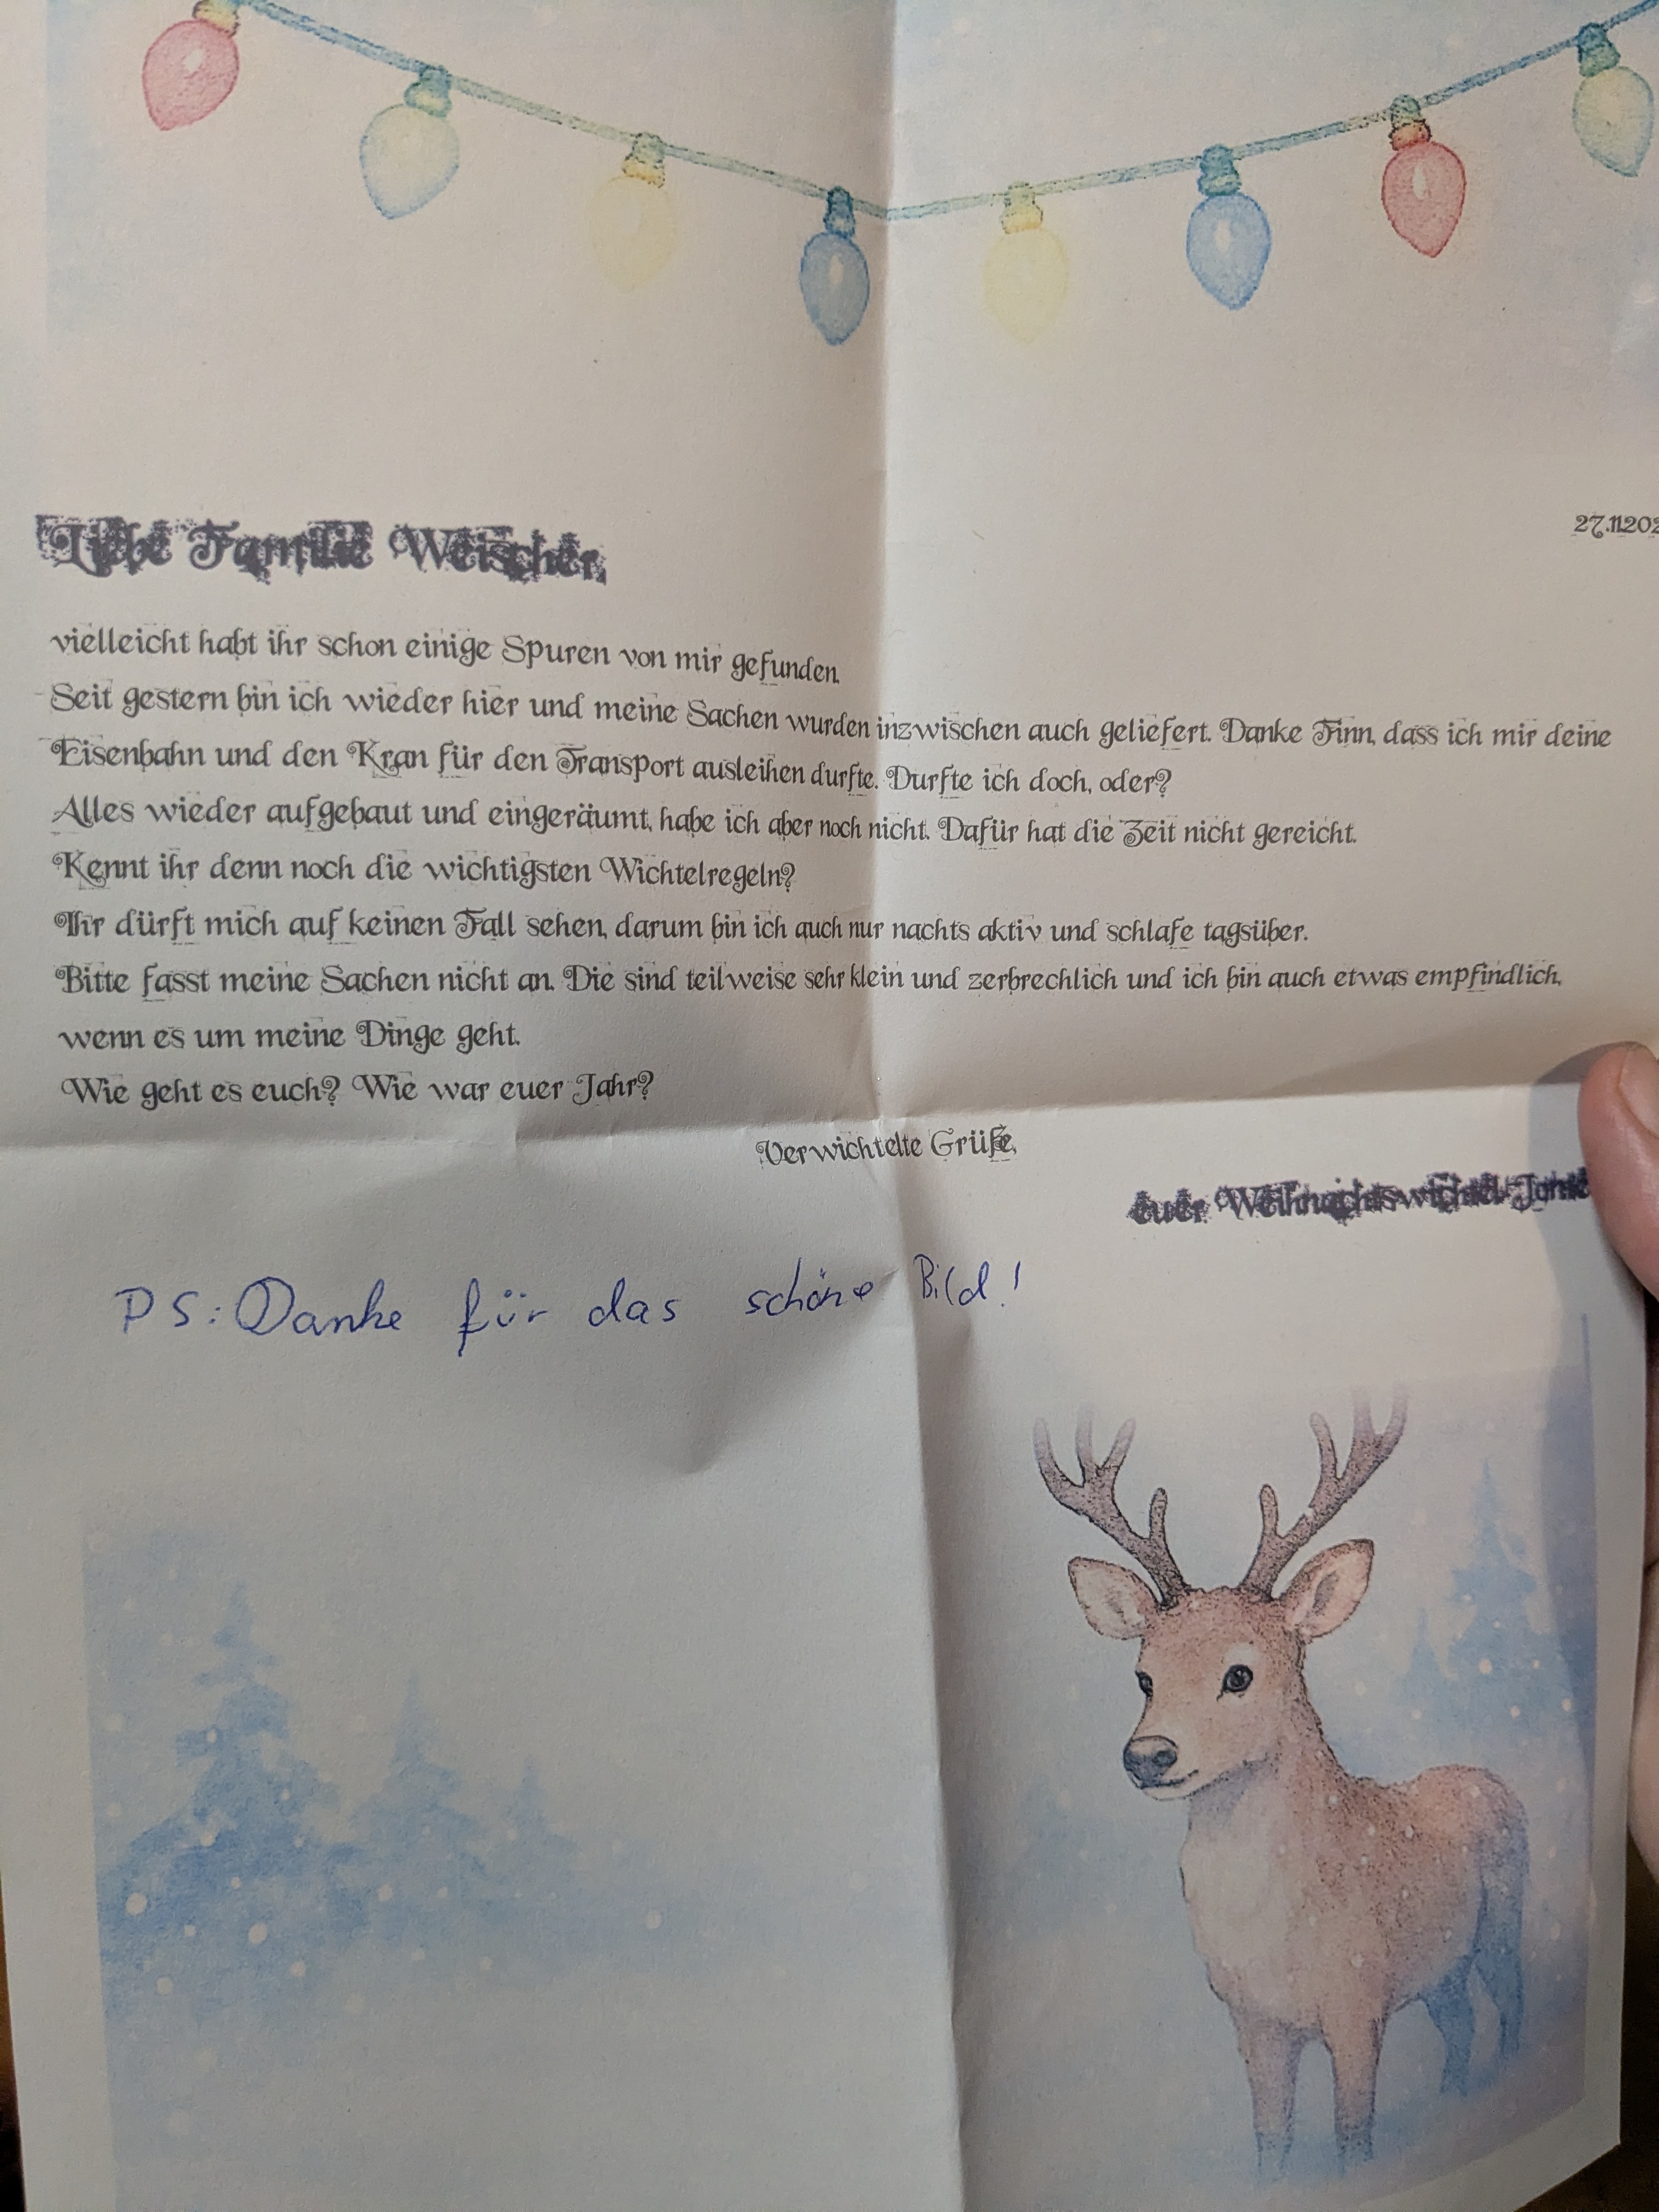 27.11.202
Liebe Familie Weischer,
vielleicht habt ihr schon einige Spuren von mir gefunden.
Seit gestern bin ich wieder hier und meine Sachen wurden inzwischen auch geliefert. Danke Finn, dass ich mir deine
Eisenbahn und den Kran für den Transport ausleihen durfte. Durfte ich doch, oder?
Alles wieder aufgebaut und eingeräumt, habe ich aber noch nicht. Dafür hat die Zeit nicht gereicht.
Kennt ihr denn noch die wichtigsten Wichtelregeln?
Ihr dürft mich auf keinen Fall sehen, darum bin ich auch nur nachts aktiv und schlafe tagsüber.
Bitte fasst meine Sachen nicht an. Die sind teilweise sehr klein und zerbrechlich und ich bin auch etwas empfindlich,
wenn es um meine Dinge geht.
Wie geht es euch? Wie war euer Jahr?
Verwichtelte Grüße,
euer Weihnachtswichtel
PS: Danke für das schöne Bild!